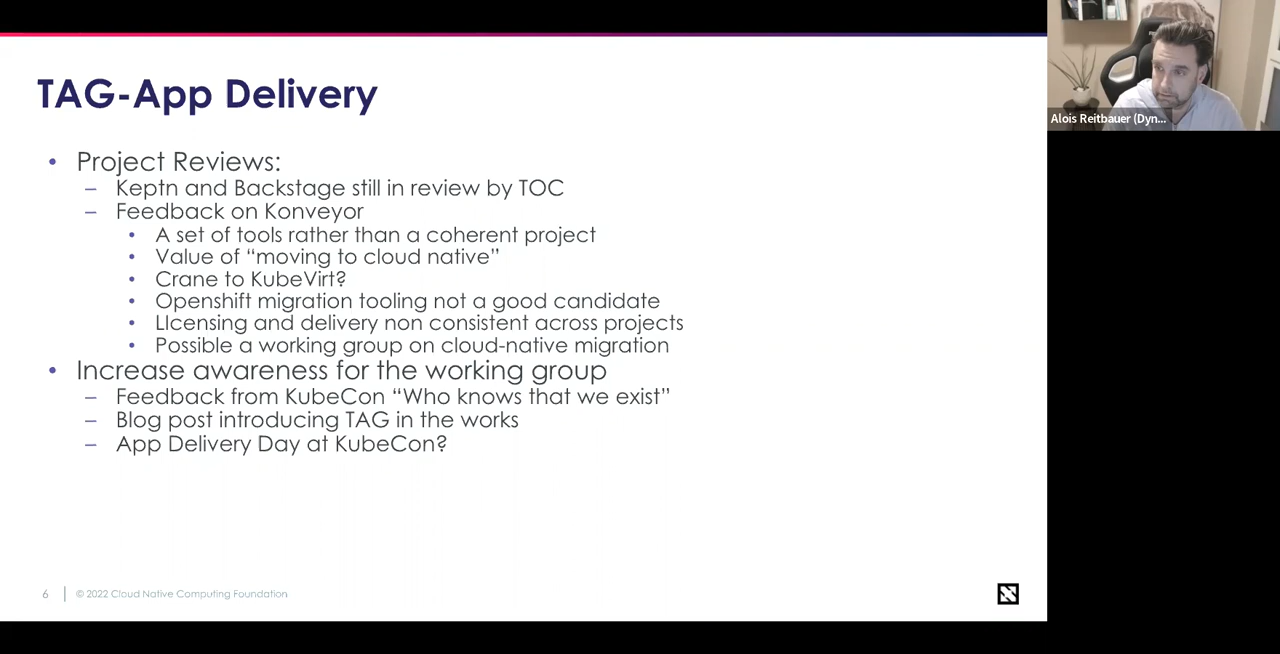 TAG-App Delivery
• Project Reviews:
– Keptn and Backstage still in review by TOC
– Feedback on Konveyor
• A set of tools rather than a coherent project
• Value of “moving to cloud native”
• Crane to KubeVirt?
• Openshift migration tooling not a good candidate
• LIcensing and delivery non consistent across projects
• Possible a working group on cloud-native migration
• Increase awareness for the working group
– Feedback from KubeCon “Who knows that we exist”
– Blog post introducing TAG in the works
– App Delivery Day at KubeCon?
6 | © 2022 Cloud Native Computing Foundation
Alois Reitbauer (Dyn...